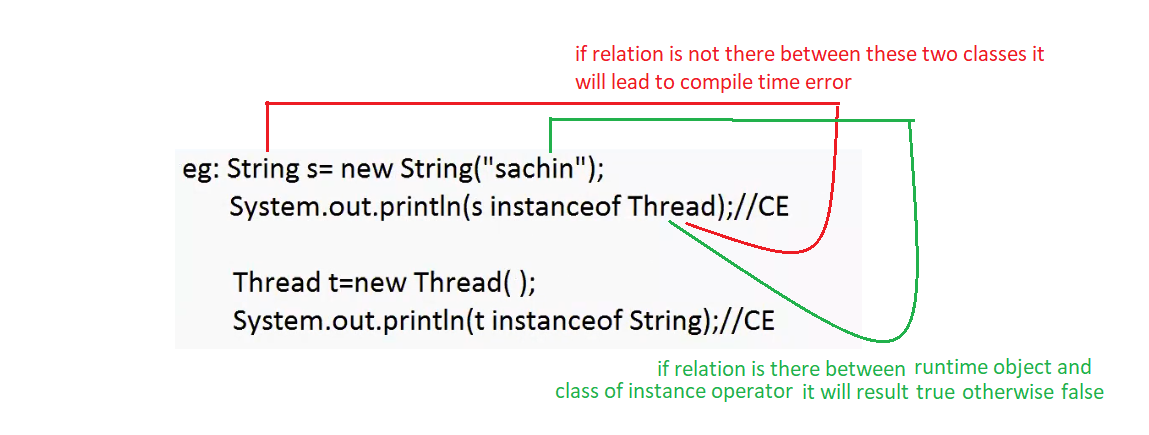 if relation is not there between these two classes it
will lead to compile time error
eg: String s= new String("sachin");
System.out.println(s instanceof Thread);//CE
Thread t=new Thread( );
System.out.println(t instanceof String);//CE
if relation is there between runtime object and
class of instance operator it will result true otherwise false